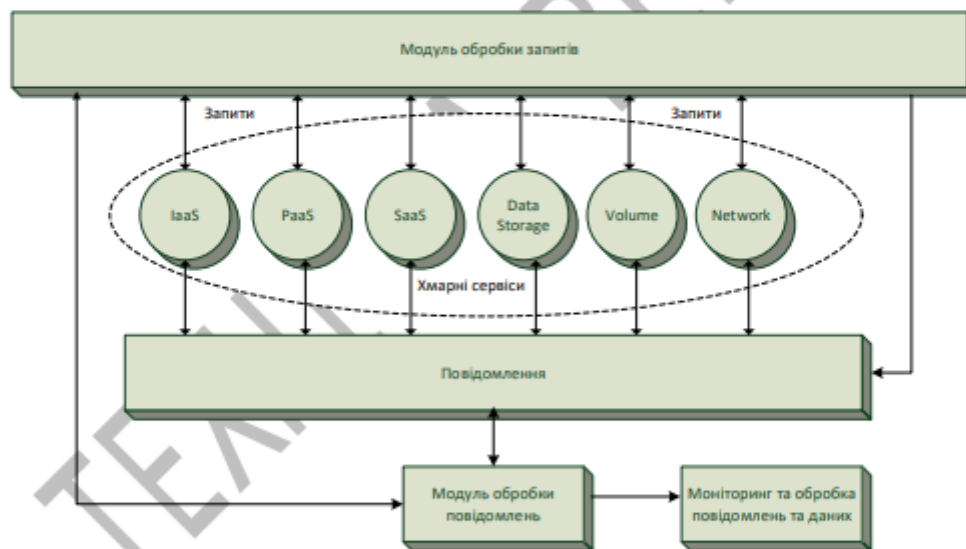 Модуль обробки запитів
Запити
Запити
IaaS
PaaS
SaaS
Data
Storage
Volume
Network
Хмарні сервіси
Повідомлення
Модуль обробки
повідомлень
Моніторинг та обробка
повідомлень та даних